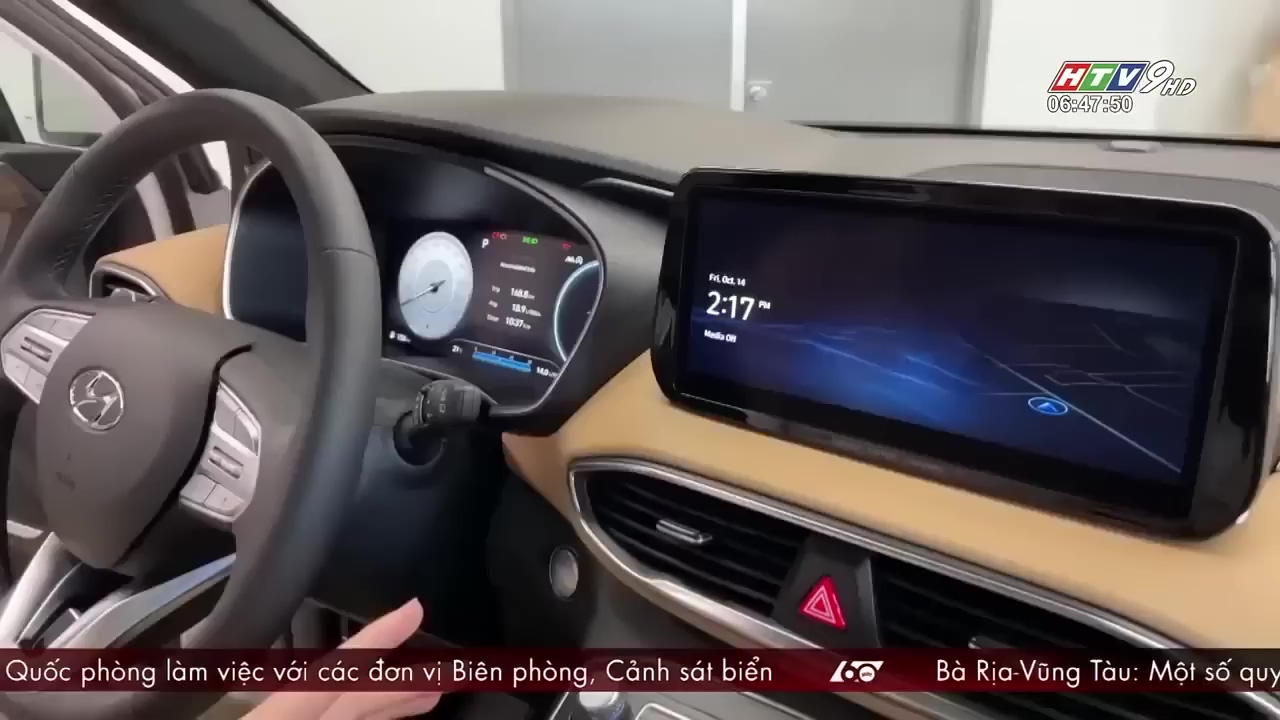 HTV9HD
06:47:50
P
Fri, Oct. 14
2:17 PM
Media Off
Quốc phòng làm việc với các đơn vị Biên phòng, Cảnh sát biển
Bà Rịa-Vũng Tàu: Một số quy